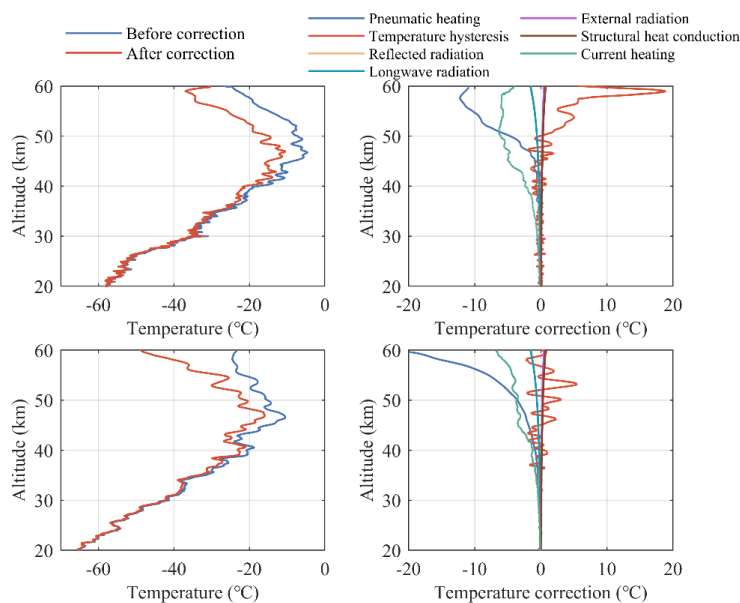 Before correction
After correction
Pneumatic heating
Temperature hysteresis
Reflected radiation
Longwave radiation
External radiation
Structural heat conduction
Current heating
60
50
40
30
20
Altitude (km)
-60 -40 -20 0
Temperature (℃)
60
50
40
30
20
Altitude (km)
-20 -10 0 10 20
Temperature correction (℃)
60
50
40
30
20
Altitude (km)
-60 -40 -20 0
Temperature (℃)
60
50
40
30
20
Altitude (km)
-20 -10 0 10 20
Temperature correction (℃)